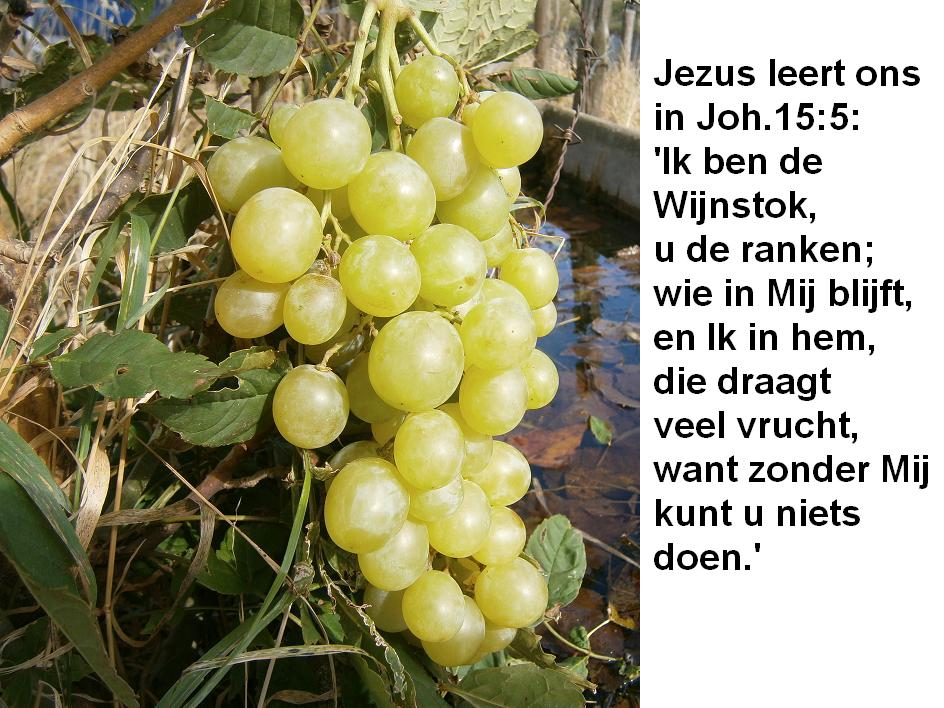 Jezus leert ons
in Joh.15:5:
'Ik ben de
Wijnstok,
u de ranken;
wie in Mij blijft,
en Ik in hem,
die draagt
veel vrucht,
want zonder Mij
kunt u niets
doen.'